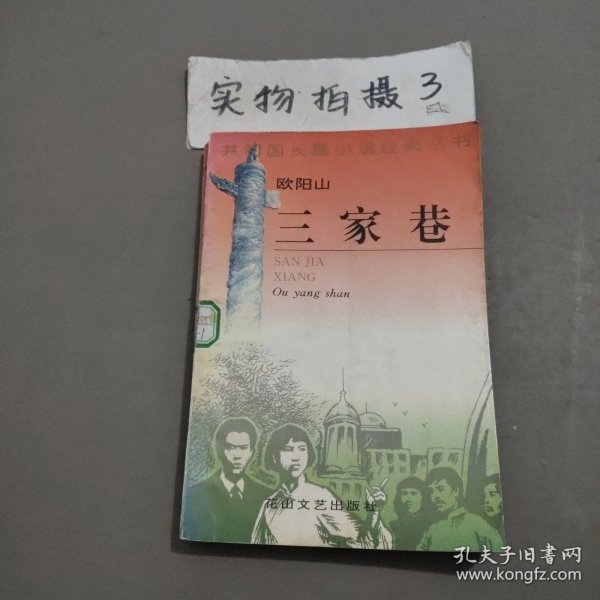 实物拍摄3
共和国长篇小说经典丛书
欧阳山
三家巷
SAN JIA
XIANG
Ou yang shan
花山文艺出版社
孔夫子旧书网
www.kongfz.com